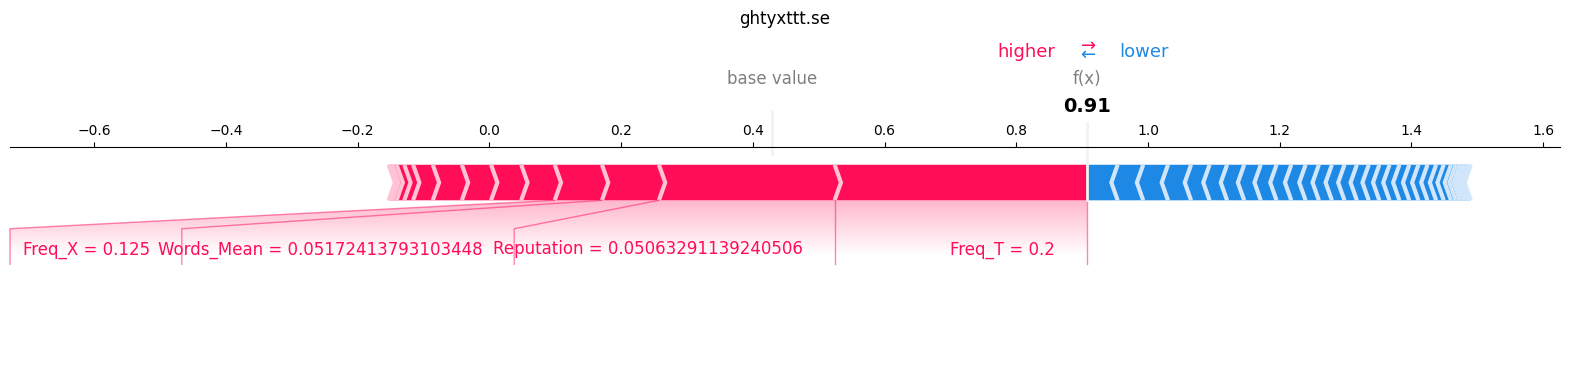 ghtyxttt.se
higher ⇄ lower
base value f(x)
0.91
−0.6 −0.4 −0.2 0.0 0.2 0.4 0.6 0.8 1.0 1.2 1.4 1.6
Freq_X = 0.125 Words_Mean = 0.05172413793103448 Reputation = 0.05063291139240506 Freq_T = 0.2